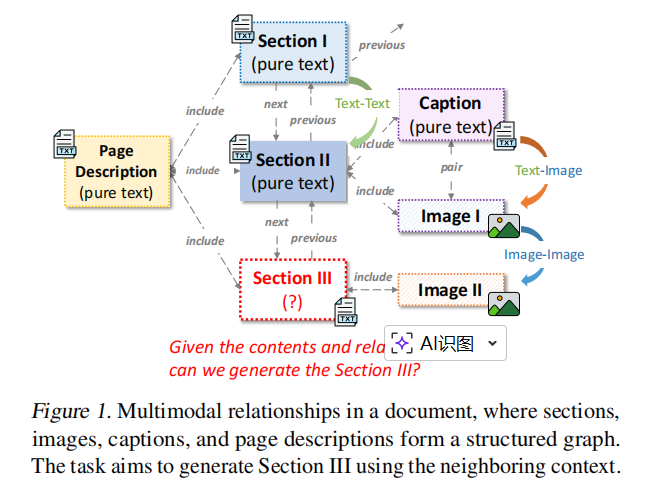 Section I
(pure text)
previous
TXT
next
previous
Text-Text
include
Caption
(pure text)
TXT
Page
Description
(pure text)
TXT
include
Section II
(pure text)
TXT
include
include
pair
Text-Image
Image I
next
previous
include
Image-Image
Section III
(?)
TXT
include
Image II
Given the contents and rela
AI识图
can we generate the Section III?
Figure 1. Multimodal relationships in a document, where sections,
images, captions, and page descriptions form a structured graph.
The task aims to generate Section III using the neighboring context.